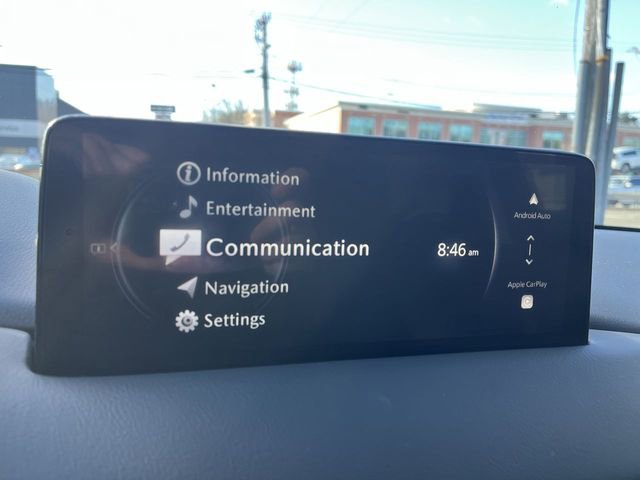 Information
Entertainment
Communication
8:46 am
Navigation
Settings
Android Auto
Apple CarPlay